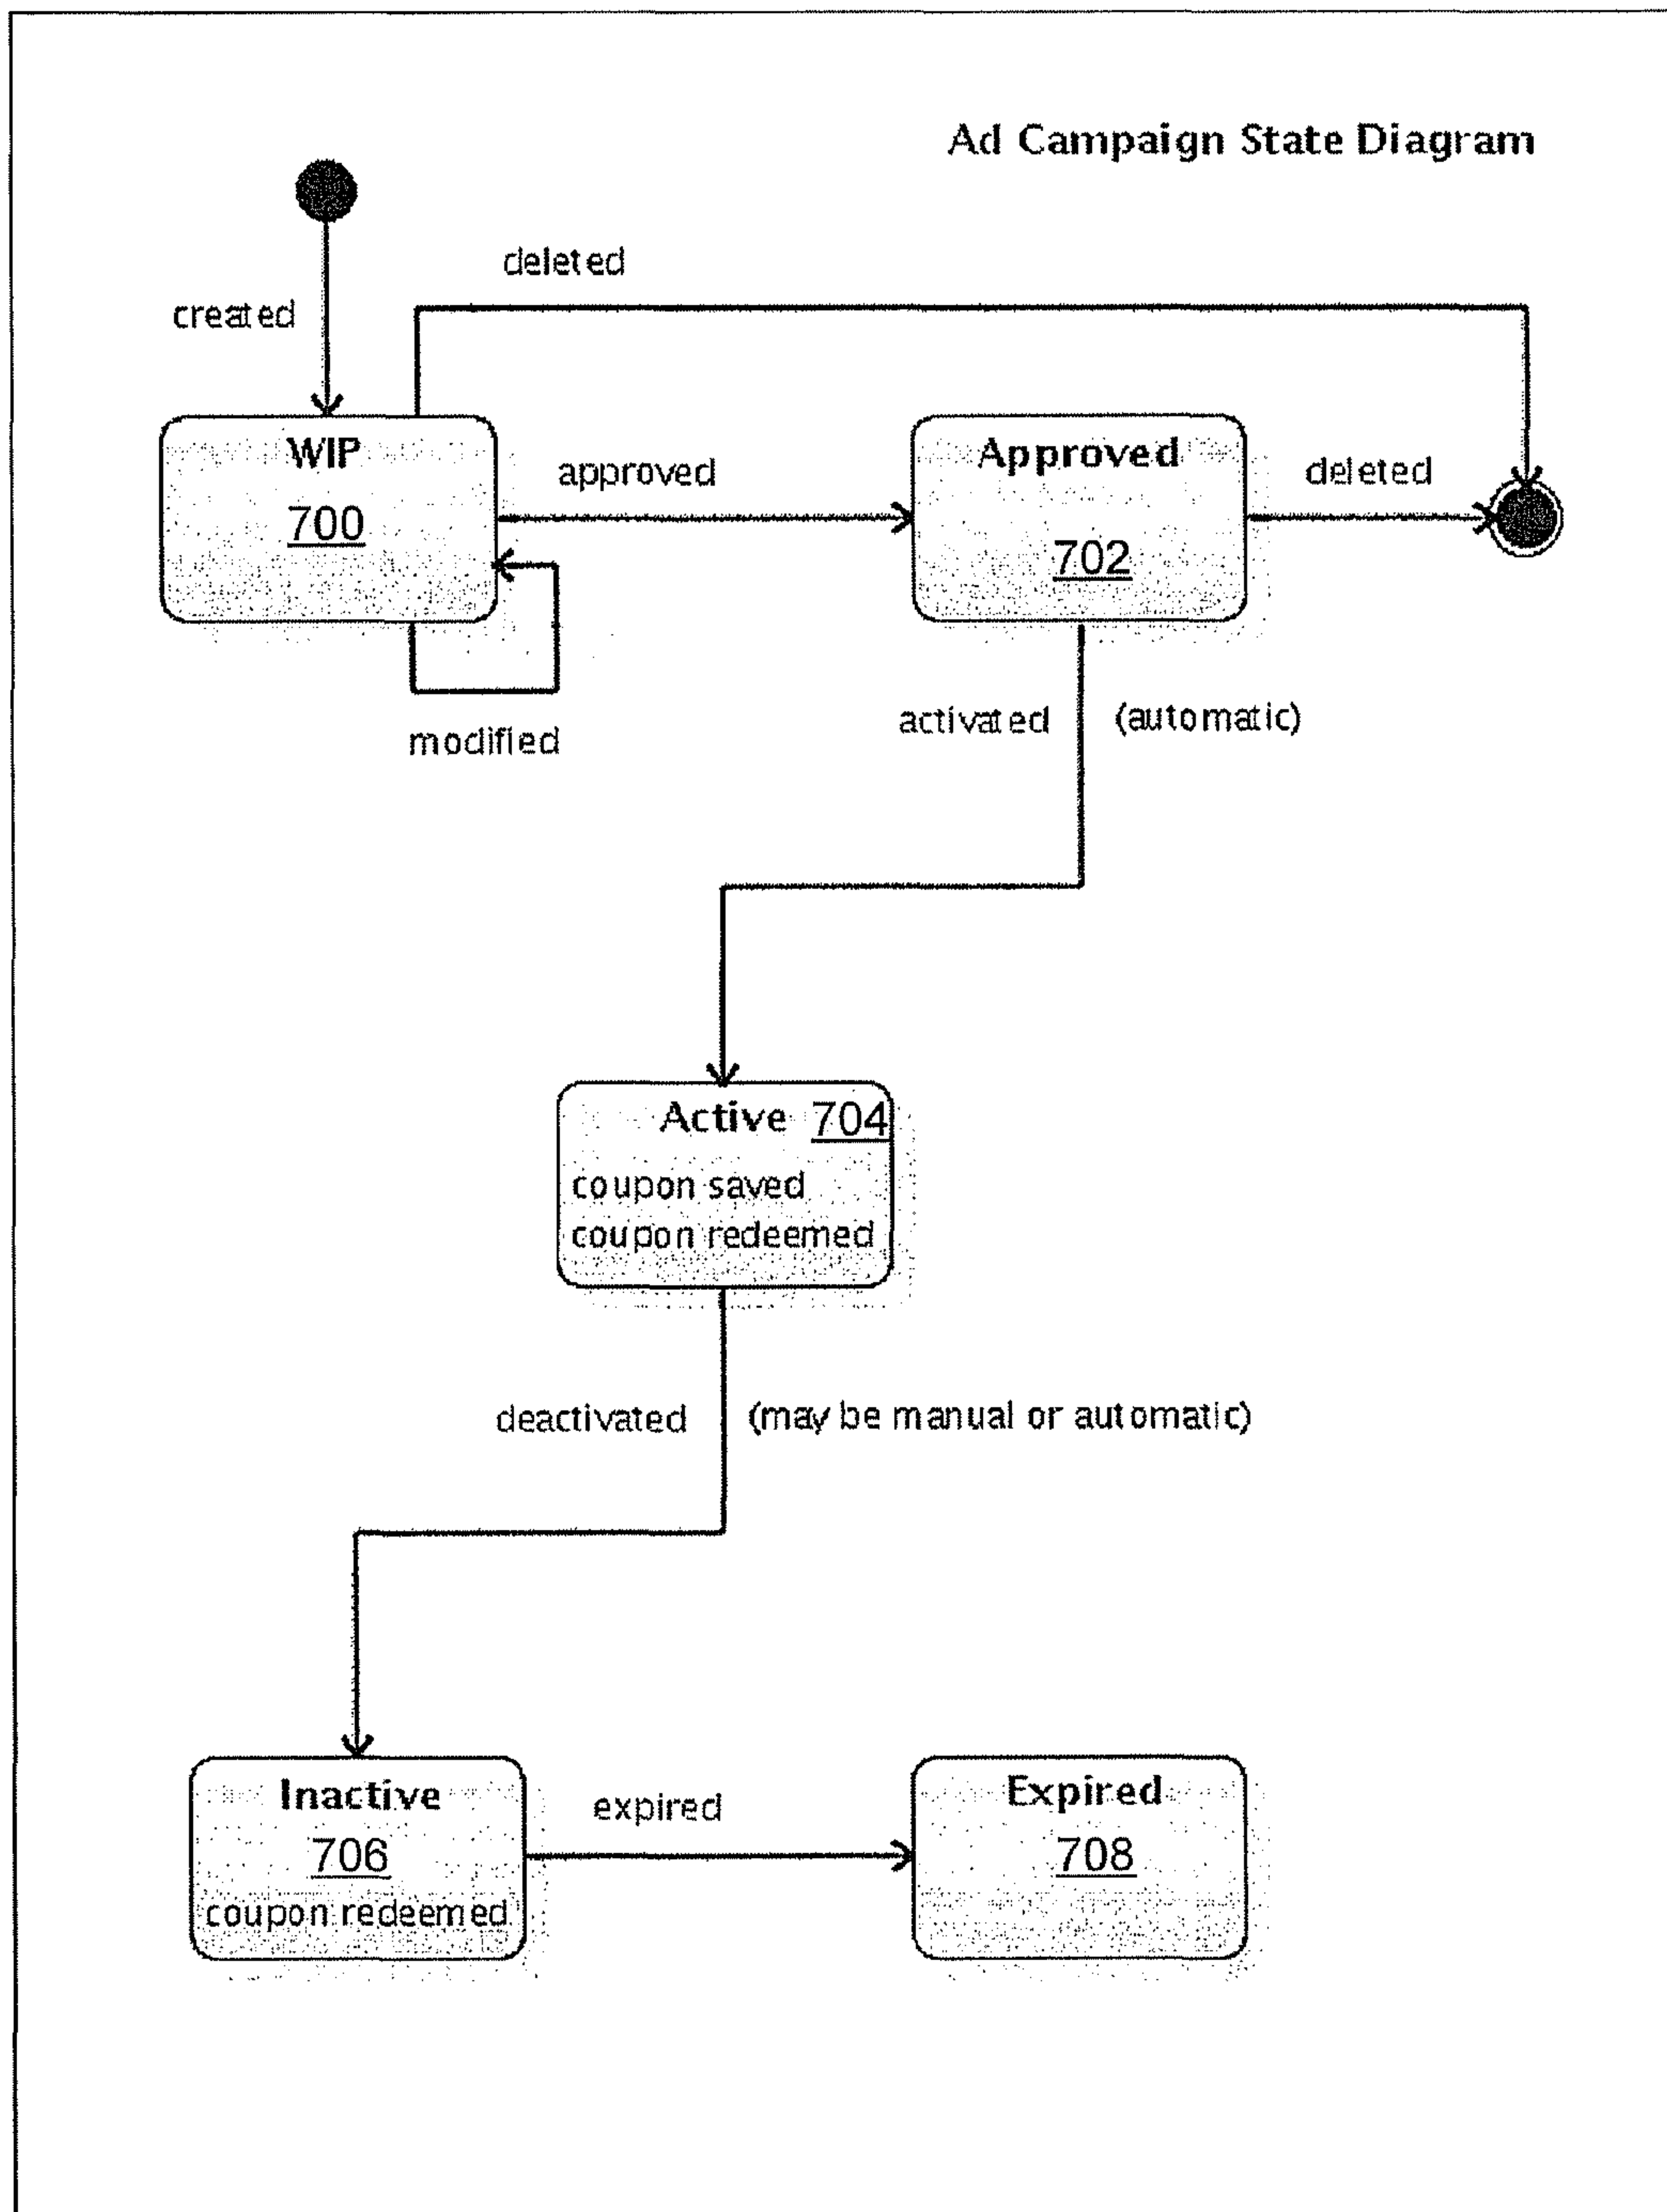 Ad Campaign State Diagram
deleted
created
WIP
700
approved
Approved
702
deleted
modified
activated (automatic)
Active 704
coupon saved
coupon redeemed
deactivated (may be manual or automatic)
Inactive
706
coupon redeemed
expired
Expired
708